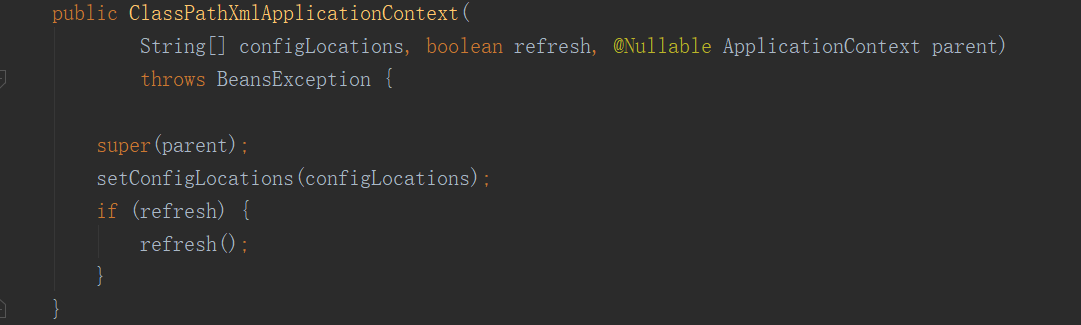 public ClassPathXmlApplicationContext(
String[] configLocations, boolean refresh, @Nullable ApplicationContext parent)
throws BeansException {
super(parent);
setConfigLocations(configLocations);
if (refresh) {
refresh();
}
}